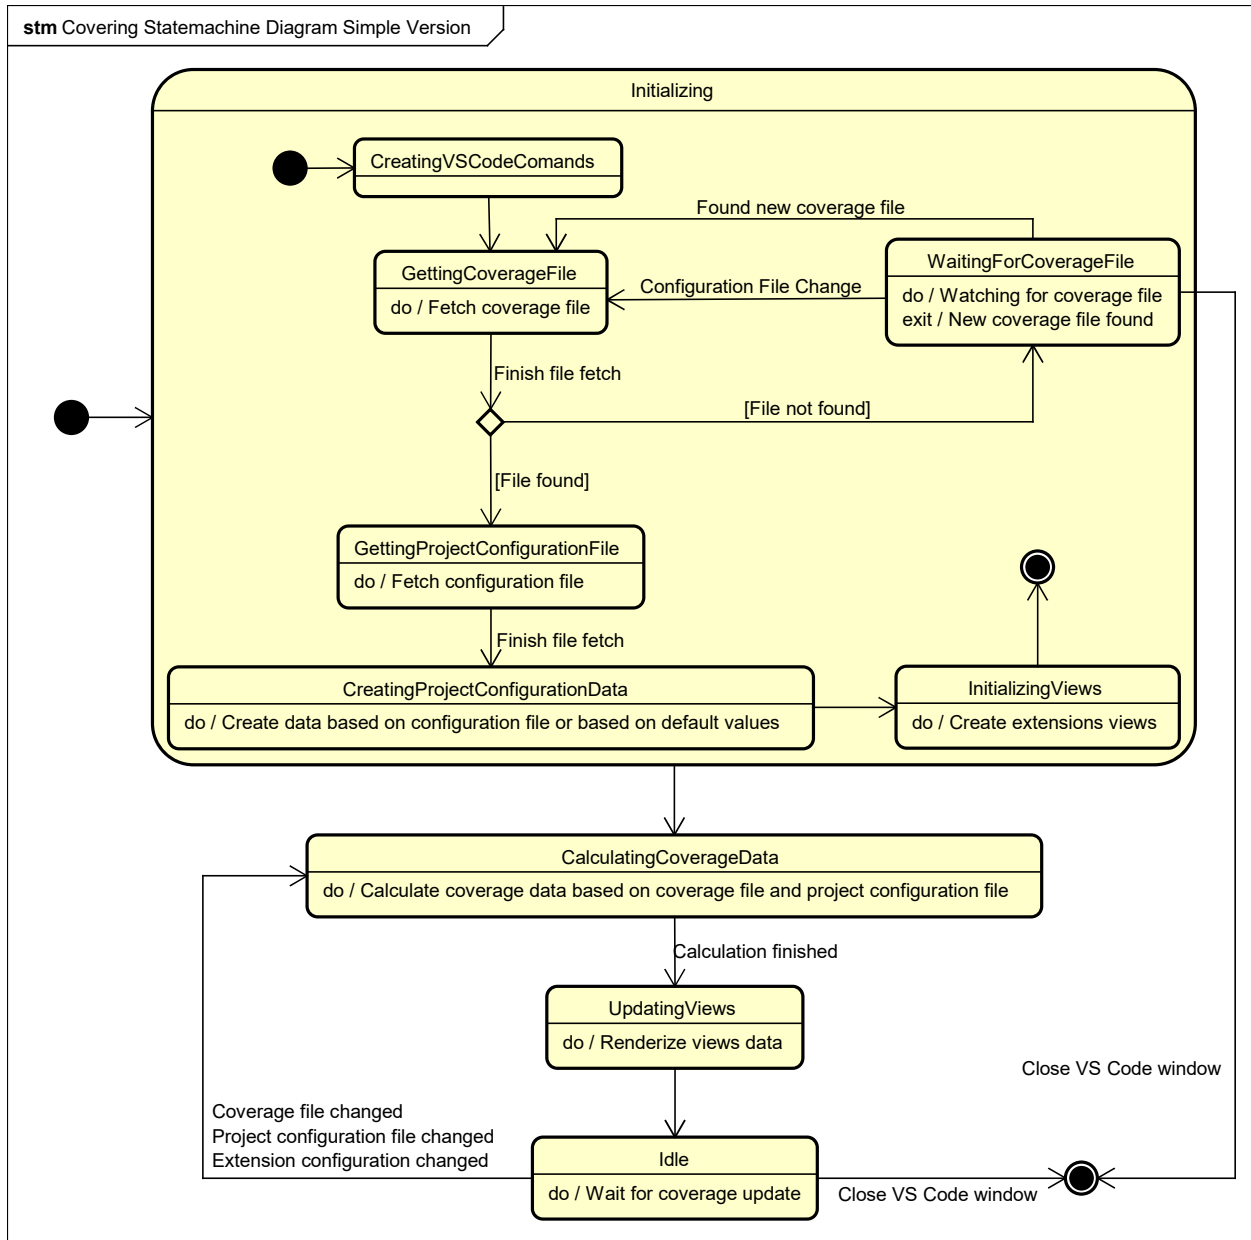 stm Covering Statemachine Diagram Simple Version
Initializing
CreatingVSCodeComands
Found new coverage file
GettingCoverageFile
do / Fetch coverage file
Configuration File Change
WaitingForCoverageFile
do / Watching for coverage file
exit / New coverage file found
Finish file fetch
[File not found]
[File found]
GettingProjectConfigurationFile
do / Fetch configuration file
Finish file fetch
CreatingProjectConfigurationData
do / Create data based on configuration file or based on default values
InitializingViews
do / Create extensions views
CalculatingCoverageData
do / Calculate coverage data based on coverage file and project configuration file
Calculation finished
UpdatingViews
do / Renderize views data
Close VS Code window
Coverage file changed
Project configuration file changed
Extension configuration changed
Idle
do / Wait for coverage update
Close VS Code window